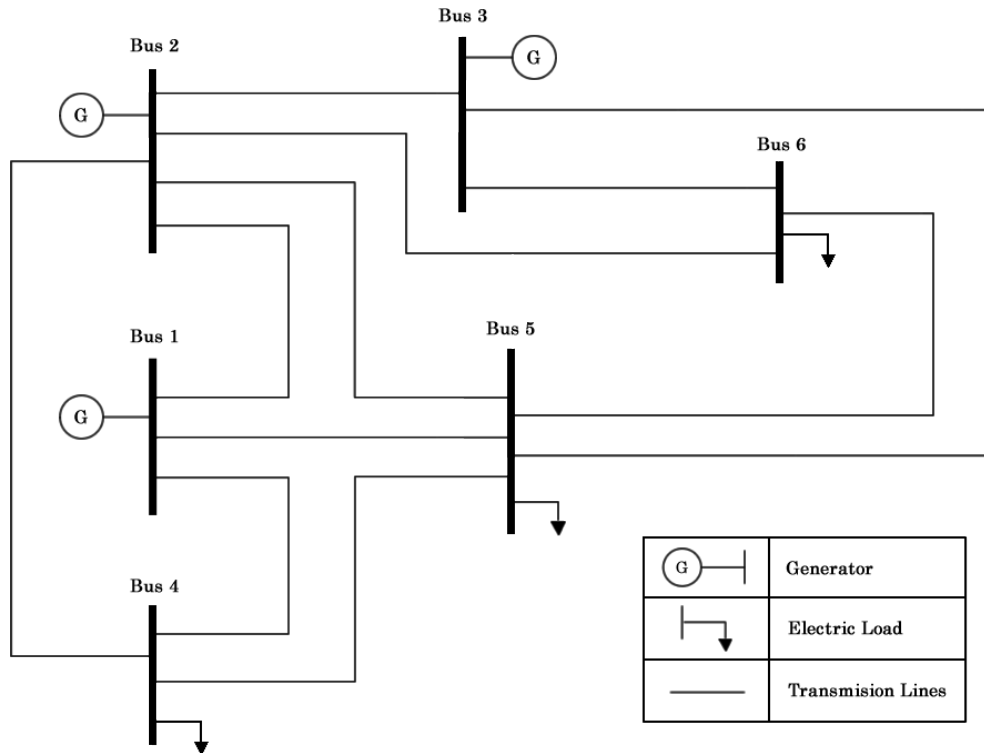 Bus 3
Bus 2
G
G
Bus 6
Bus 5
Bus 1
G
Bus 4
G
Generator
Electric Load
Transmision Lines